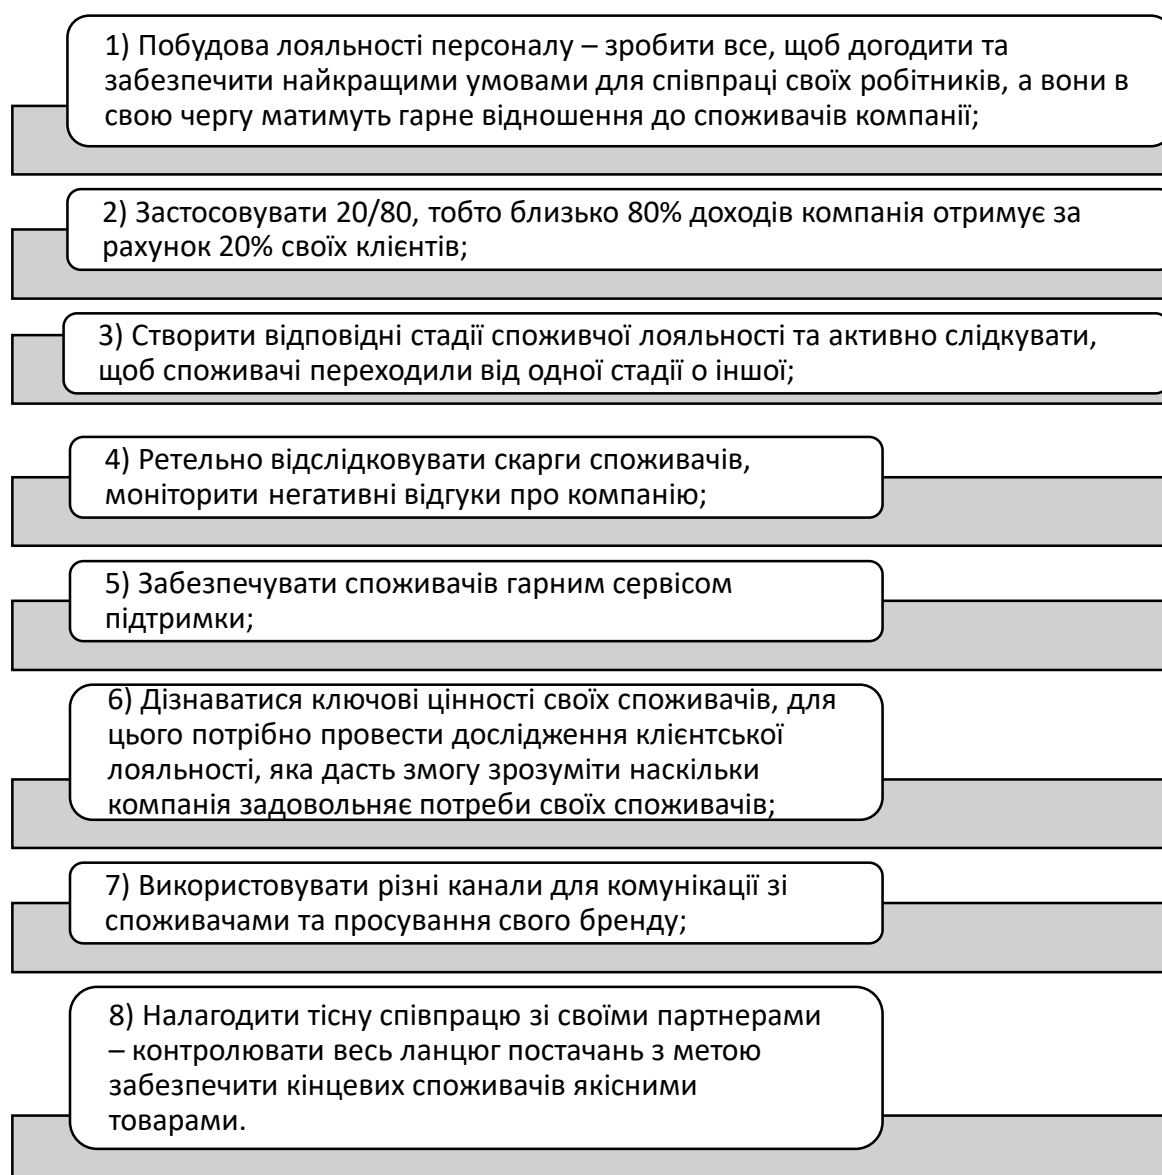 1) Побудова лояльності персоналу – зробити все, щоб догодити та
забезпечити найкращими умовами для співпраці своїх робітників, а вони в
свою чергу матимуть гарне відношення до споживачів компанії;
2) Застосовувати 20/80, тобто близько 80% доходів компанія отримує за
рахунок 20% своїх клієнтів;
3) Створити відповідні стадії споживчої лояльності та активно слідкувати,
щоб споживачі переходили від одної стадії о іншої;
4) Ретельно відслідковувати скарги споживачів,
моніторити негативні відгуки про компанію;
5) Забезпечувати споживачів гарним сервісом
підтримки;
6) Дізнаватися ключові цінності своїх споживачів, для
цього потрібно провести дослідження клієнтської
лояльності, яка дасть змогу зрозуміти наскільки
компанія задовольняє потреби своїх споживачів;
7) Використовувати різні канали для комунікації зі
споживачами та просування свого бренду;
8) Налагодити тісну співпрацю зі своїми партнерами
– контролювати весь ланцюг постачань з метою
забезпечити кінцевих споживачів якісними
товарами.